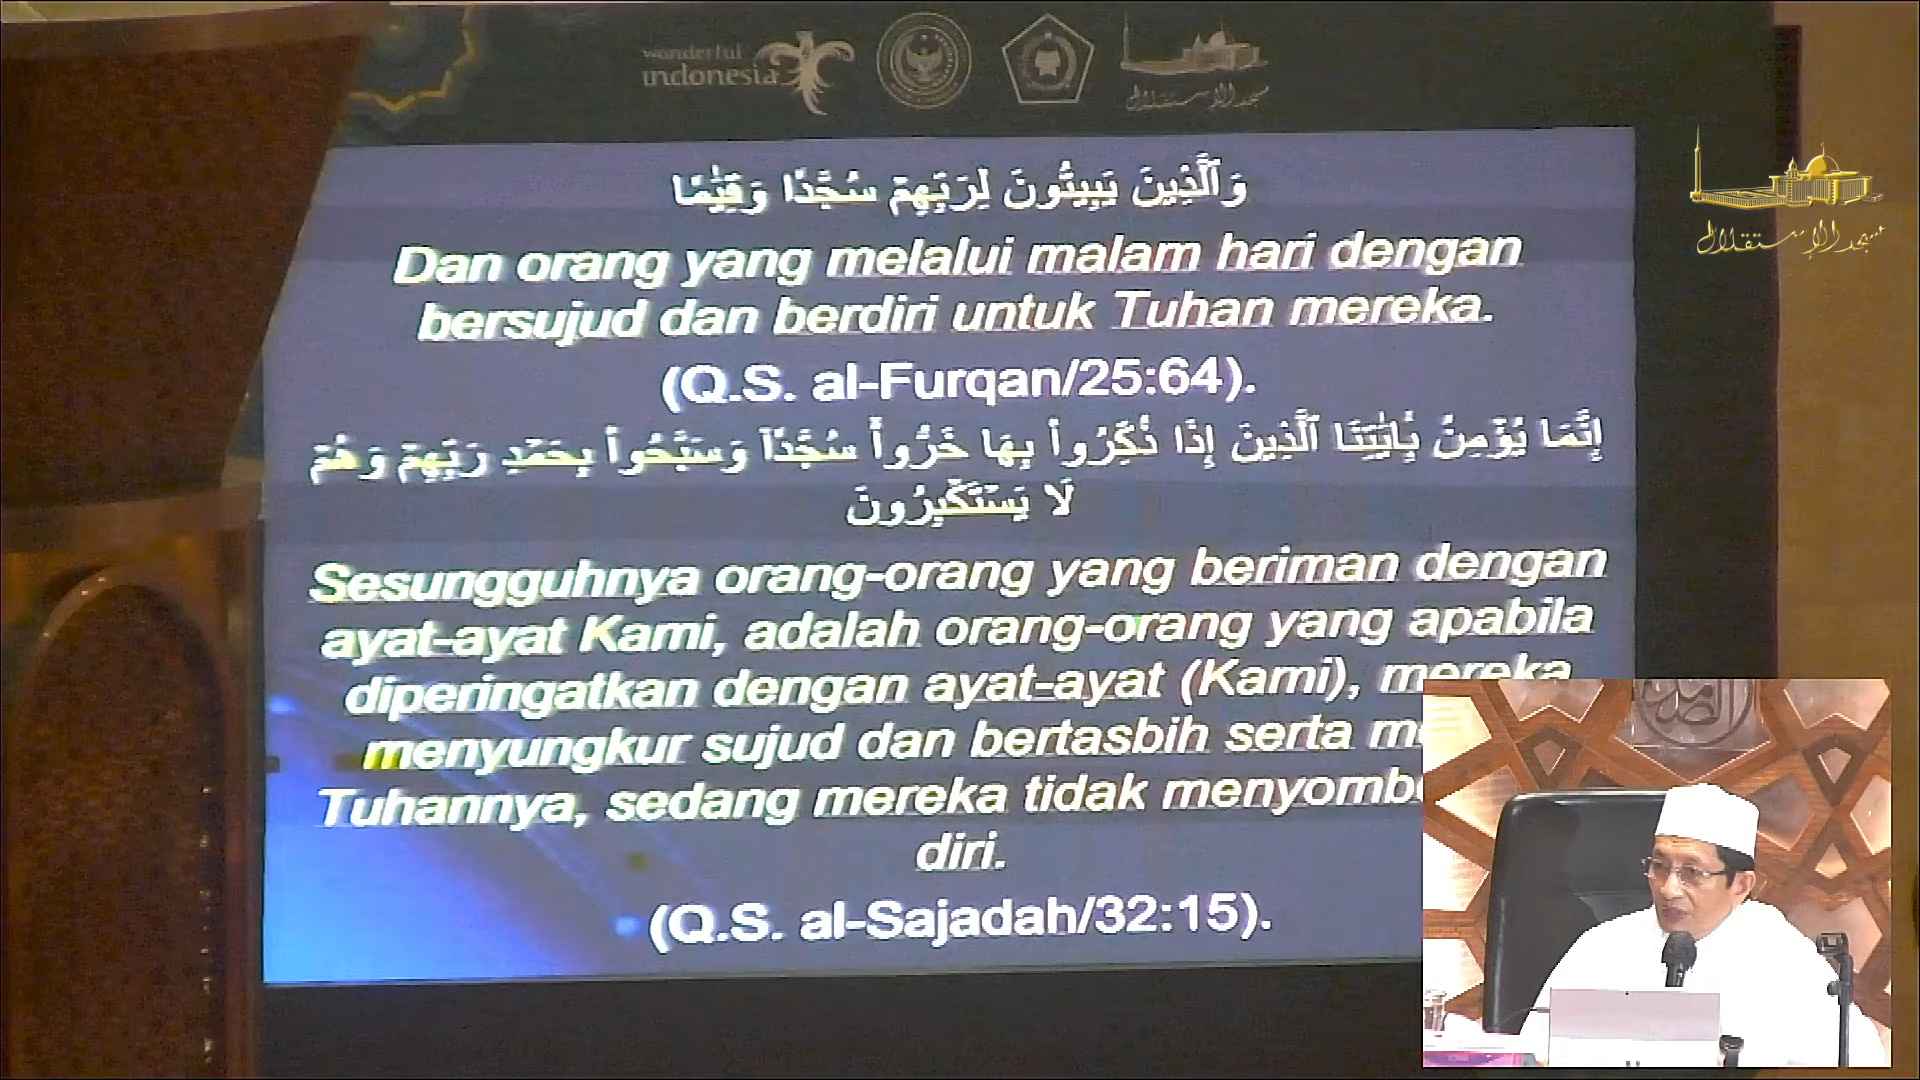 wonderful
indonesia
مسجد الإستقلال
وَٱلَّذِينَ يَبِيتُونَ لِرَبِّهِمۡ سُجَّدٗا وَقِيَٰمٗا
Dan orang yang melalui malam hari dengan
bersujud dan berdiri untuk Tuhan mereka.
(Q.S. al-Furqan/25:64).
إِنَّمَا يُؤۡمِنُ بِـَٔايَٰتِنَا ٱلَّذِينَ إِذَا ذُكِّرُواْ بِهَا خَرُّواْۤ سُجَّدٗاۤ وَسَبَّحُواْ بِحَمۡدِ رَبِّهِمۡ وَهُمۡ
لَا يَسۡتَكۡبِرُونَ
Sesungguhnya orang-orang yang beriman dengan
ayat-ayat Kami, adalah orang-orang yang apabila
diperingatkan dengan ayat-ayat (Kami), mereka
menyungkur sujud dan bertasbih serta
Tuhannya, sedang mereka tidak
diri.
(Q.S. al-Sajadah/32:15).
مسجد الإستقلال